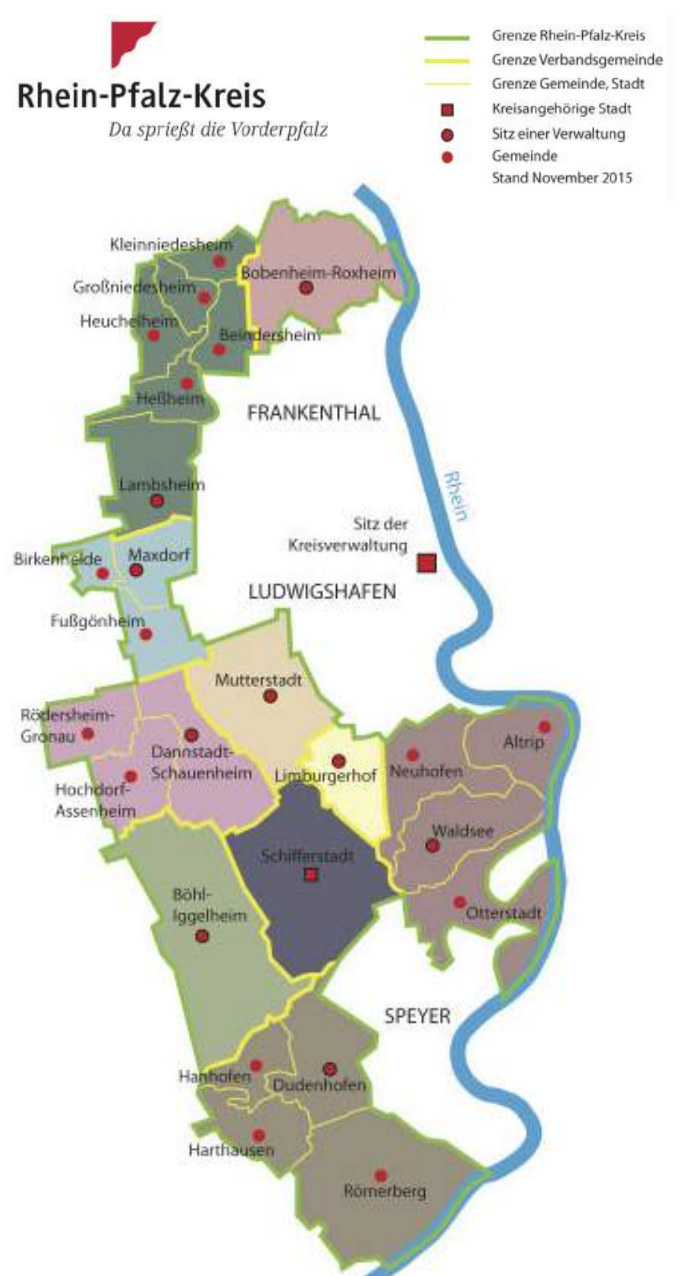 Rhein-Pfalz-Kreis
Da sprießt die Vorderpfalz
Grenze Rhein-Pfalz-Kreis
Grenze Verbandsgemeinde
Grenze Gemeinde, Stadt
Kreisangehörige Stadt
Sitz einer Verwaltung
Gemeinde
Stand November 2015
Kleinniedesheim
Bobenheim-Roxheim
Großniedesheim
Heuchelheim
Beindersheim
Heßheim
FRANKENTHAL
Lambsheim
Rhein
Sitz der
Kreisverwaltung
Birkenheide
Maxdorf
LUDWIGSHAFEN
Fußgönheim
Mutterstadt
Rödersheim-
Gronau
Dannstadt-
Schauenheim
Limburgerhof
Neuhofen
Altrip
Hochdorf-
Assenheim
Waldsee
Schifferstadt
Böhl-
Iggelheim
Otterstadt
SPEYER
Hanhofen
Dudenhofen
Harthausen
Römerberg